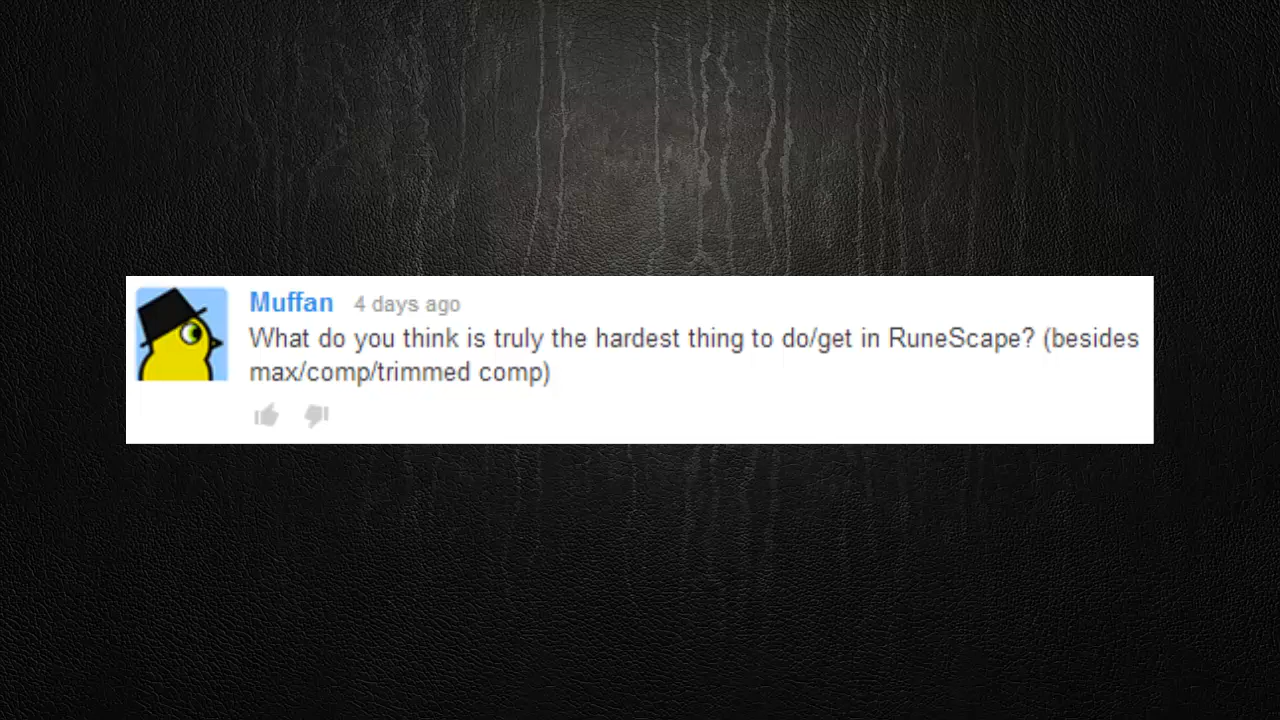 Muffan 4 days ago
What do you think is truly the hardest thing to do/get in RuneScape? (besides
max/comp/trimmed comp)